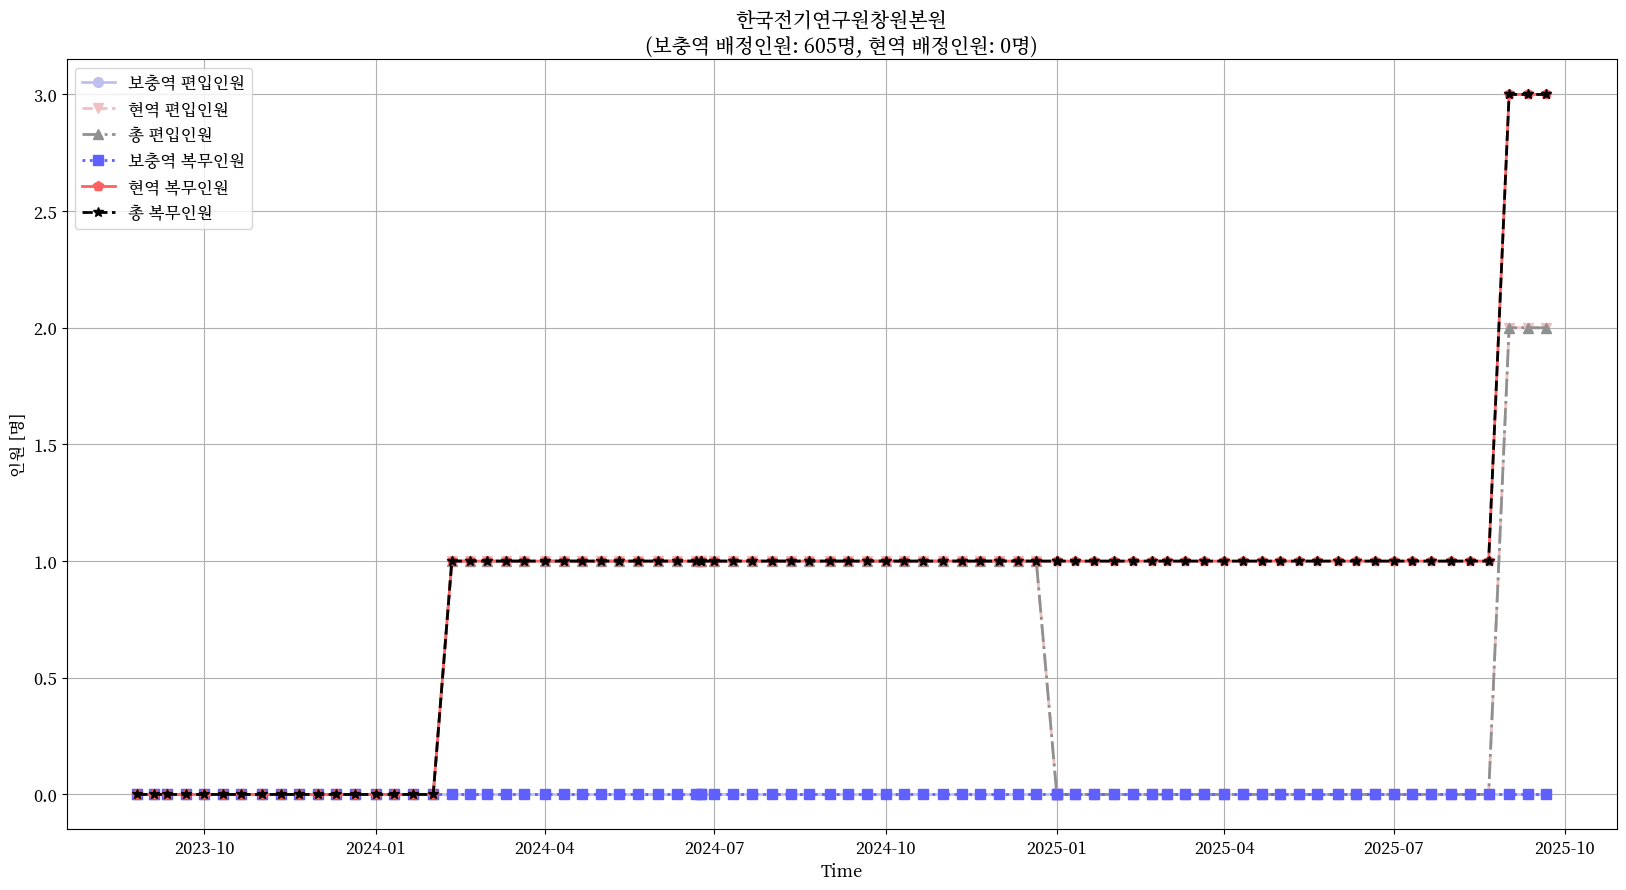 한국전기연구원창원본원
(보충역 배정인원: 605명, 현역 배정인원: 0명)
보충역 편입인원
현역 편입인원
총 편입인원
보충역 복무인원
현역 복무인원
총 복무인원
인원 [명]
3.0
2.5
2.0
1.5
1.0
0.5
0.0
2023-10
2024-01
2024-04
2024-07
2024-10
2025-01
2025-04
2025-07
2025-10
Time